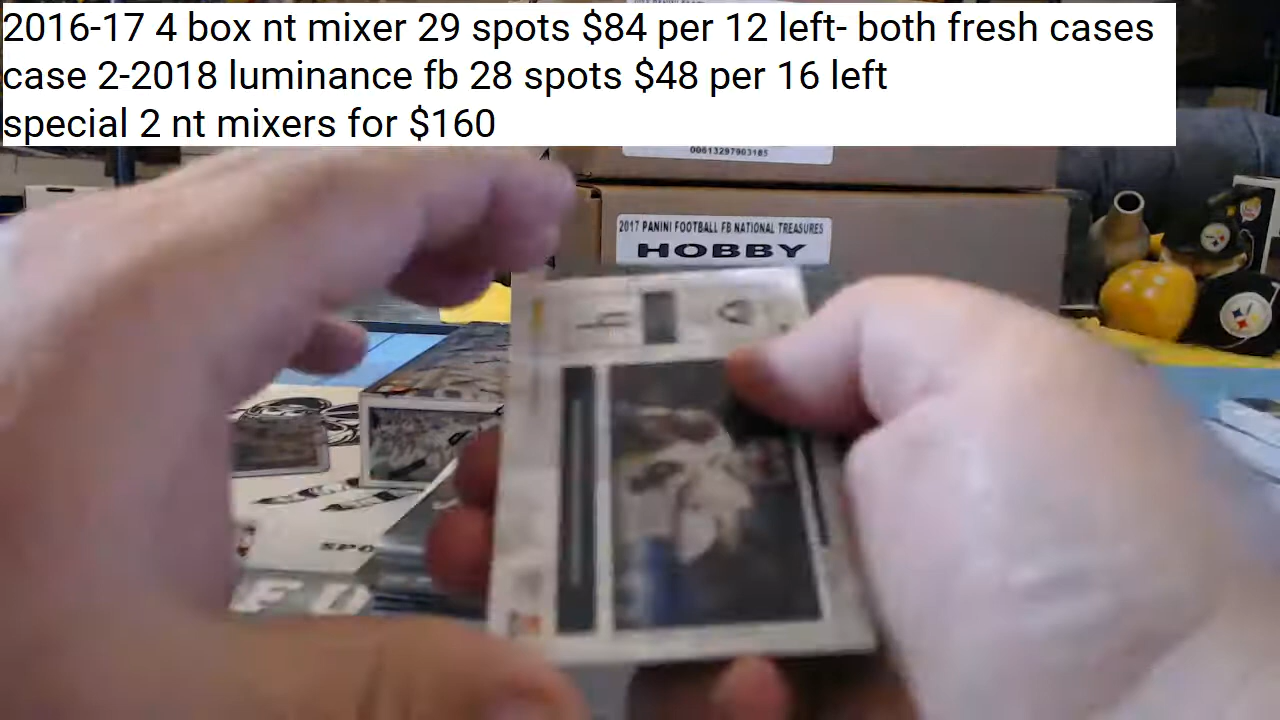 2016-17 4 box nt mixer 29 spots $84 per 12 left- both fresh cases
case 2-2018 luminance fb 28 spots $48 per 16 left
special 2 nt mixers for $160
00613297903185
2017 PANINI FOOTBALL FB NATIONAL TREASURES
HOBBY
SPO